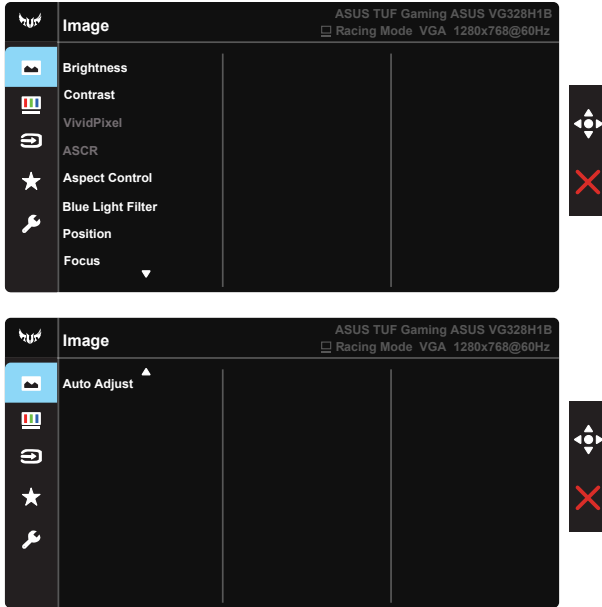 Image
ASUS TUF Gaming ASUS VG328H1B
Racing Mode VGA 1280x768@60Hz
Brightness
Contrast
VividPixel
ASCR
Aspect Control
Blue Light Filter
Position
Focus
Image
ASUS TUF Gaming ASUS VG328H1B
Racing Mode VGA 1280x768@60Hz
Auto Adjust